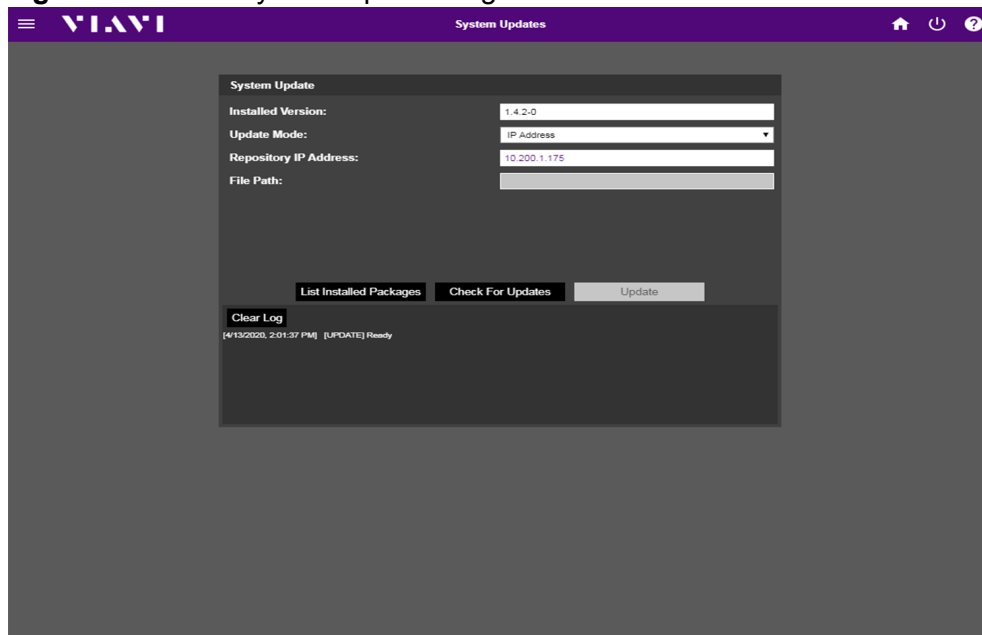 VIAVI
System Updates
System Update
Installed Version:
1.4.2-0
Update Mode:
IP Address
Repository IP Address:
10.200.1.175
File Path:
List Installed Packages
Check For Updates
Update
Clear Log
[4/13/2020, 2:01:37 PM] [UPDATE] Ready